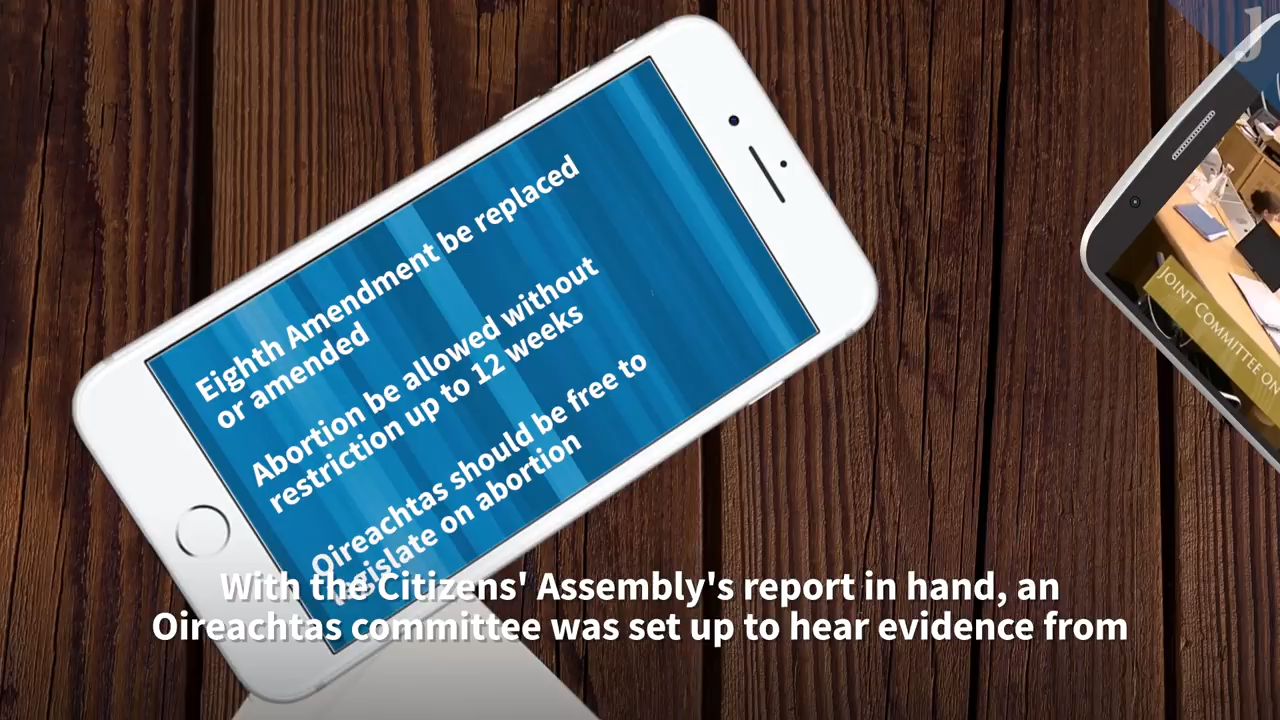 J
Eighth Amendment be replaced
or amended
Abortion be allowed without
restriction up to 12 weeks
Oireachtas should be free to
legislate on abortion
JOINT COMMITTEE ON
With the Citizens' Assembly's report in hand, an
Oireachtas committee was set up to hear evidence from